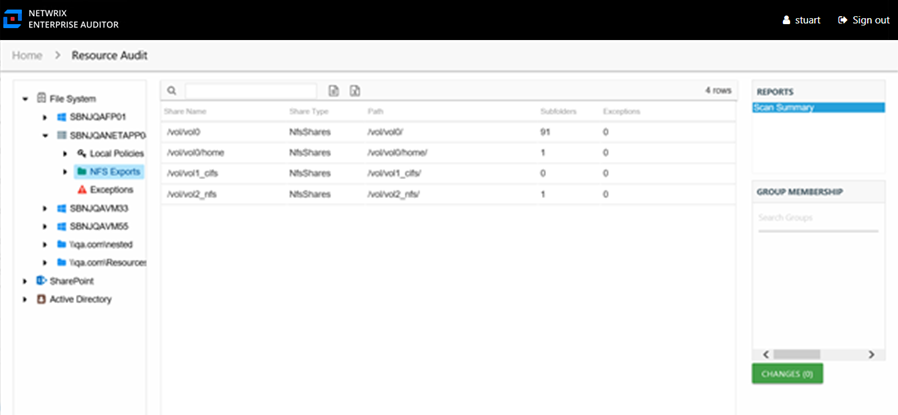 NETWRIX
ENTERPRISE AUDITOR
stuart Sign out
Home > Resource Audit
File System
SBNJQAFP01
SBNJQANETAPP0
Local Policies
NFS Exports
Exceptions
SBNJQAVM33
SBNJQAVM55
\\qa.com\nested
\\qa.com\Resources
SharePoint
Active Directory
4 rows
Share Name Share Type Path Subfolders Exceptions
/vol/vol0 NfsShares /vol/vol0/ 91 0
/vol/vol0/home NfsShares /vol/vol0/home/ 1 0
/vol/vol1_cifs NfsShares /vol/vol1_cifs/ 0 0
/vol/vol2_nfs NfsShares /vol/vol2_nfs/ 1 0
REPORTS
Scan Summary
GROUP MEMBERSHIP
Search Groups
CHANGES (0)